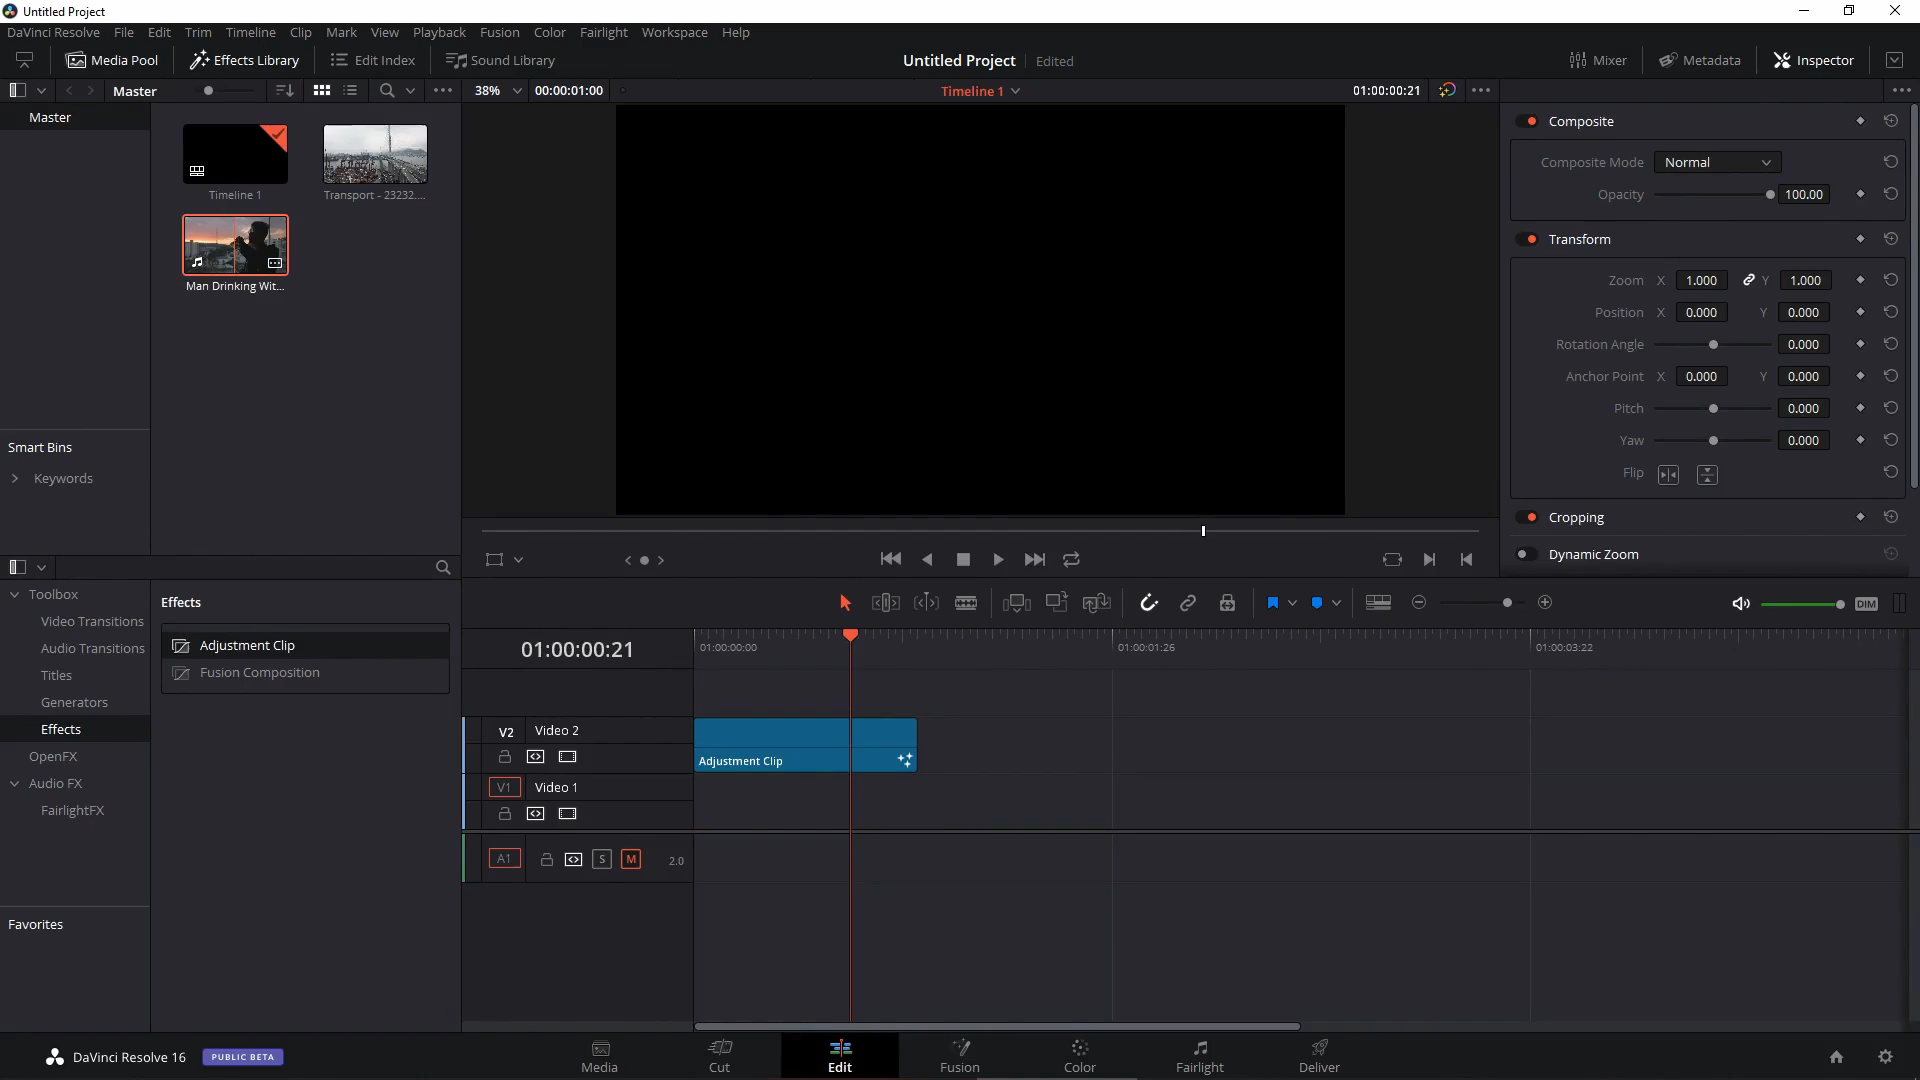 Untitled Project
DaVinci Resolve File Edit Trim Timeline Clip Mark View Playback Fusion Color Fairlight Workspace Help
Media Pool Effects Library Edit Index Sound Library Untitled Project Edited Mixer Metadata Inspector
Master 38% 00:00:01:00 Timeline 1 01:00:00:21
Master
Timeline 1
Transport - 23232....
Man Drinking Wit...
Smart Bins
Keywords
Composite
Composite Mode Normal
Opacity 100.00
Transform
Zoom X 1.000 Y 1.000
Position X 0.000 Y 0.000
Rotation Angle 0.000
Anchor Point X 0.000 Y 0.000
Pitch 0.000
Yaw 0.000
Flip
Cropping
Dynamic Zoom
Toolbox
Video Transitions
Audio Transitions
Titles
Generators
Effects
OpenFX
Audio FX
FairlightFX
Favorites
Effects
Adjustment Clip
Fusion Composition
DIM
01:00:00:21
01:00:00:00 01:00:01:26 01:00:03:22
V2 Video 2
Adjustment Clip
V1 Video 1
A1 S M 2.0
DaVinci Resolve 16 PUBLIC BETA
Media Cut Edit Fusion Color Fairlight Deliver